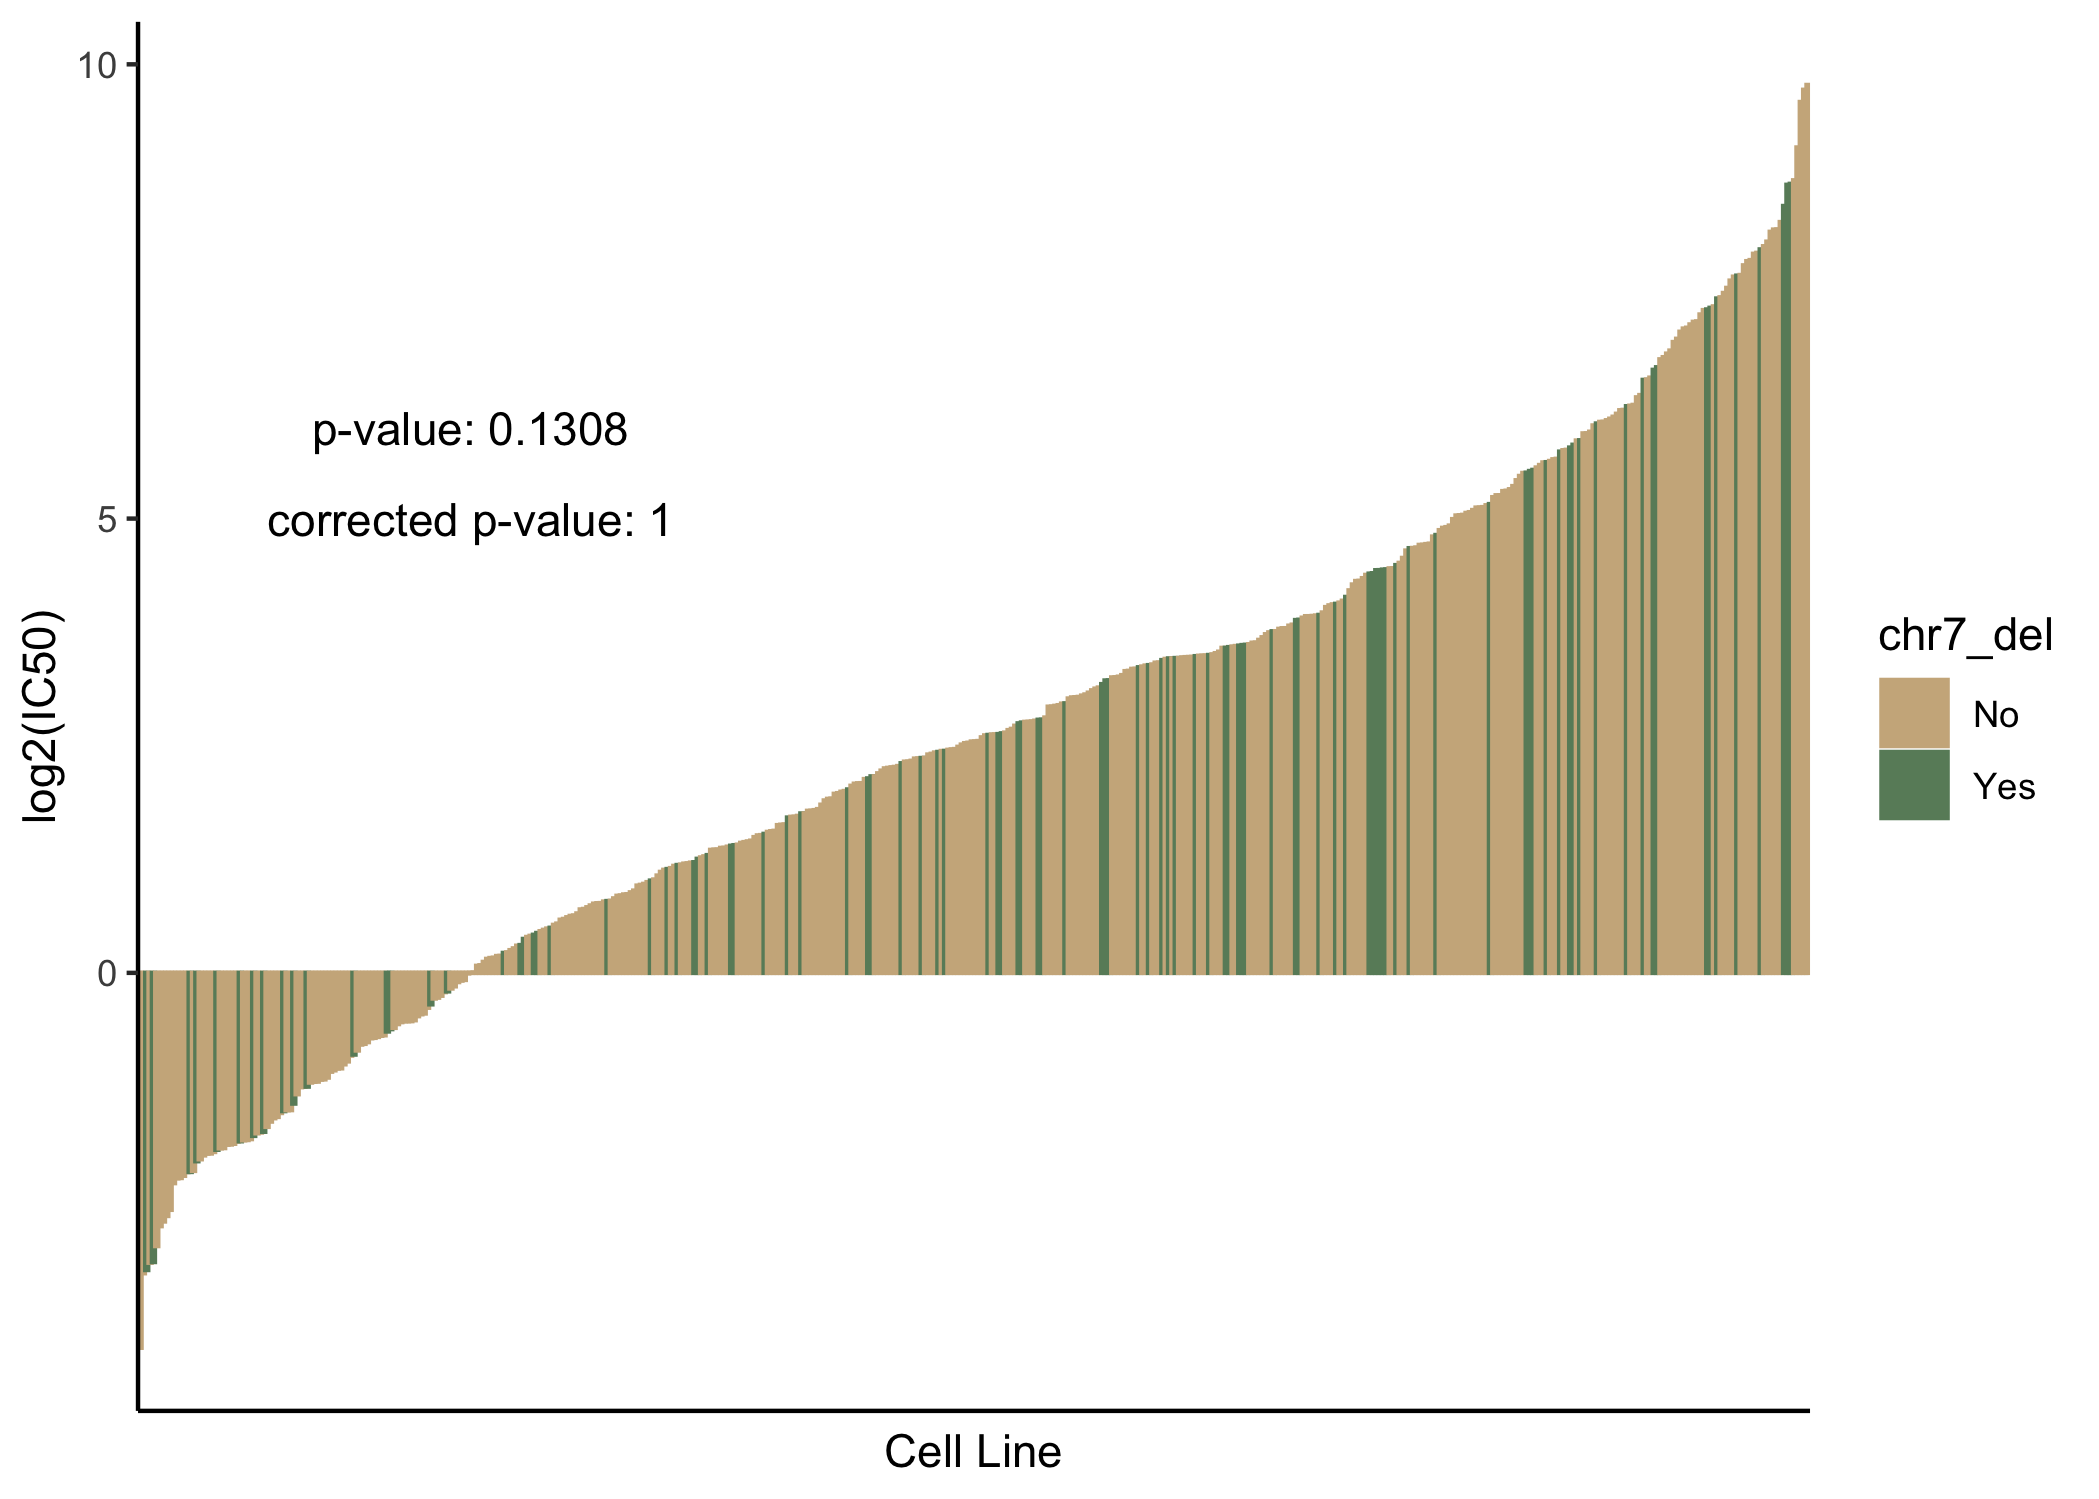 10
p-value: 0.1308
5
corrected p-value: 1
log2(IC50)
chr7_del
No
Yes
0
Cell Line